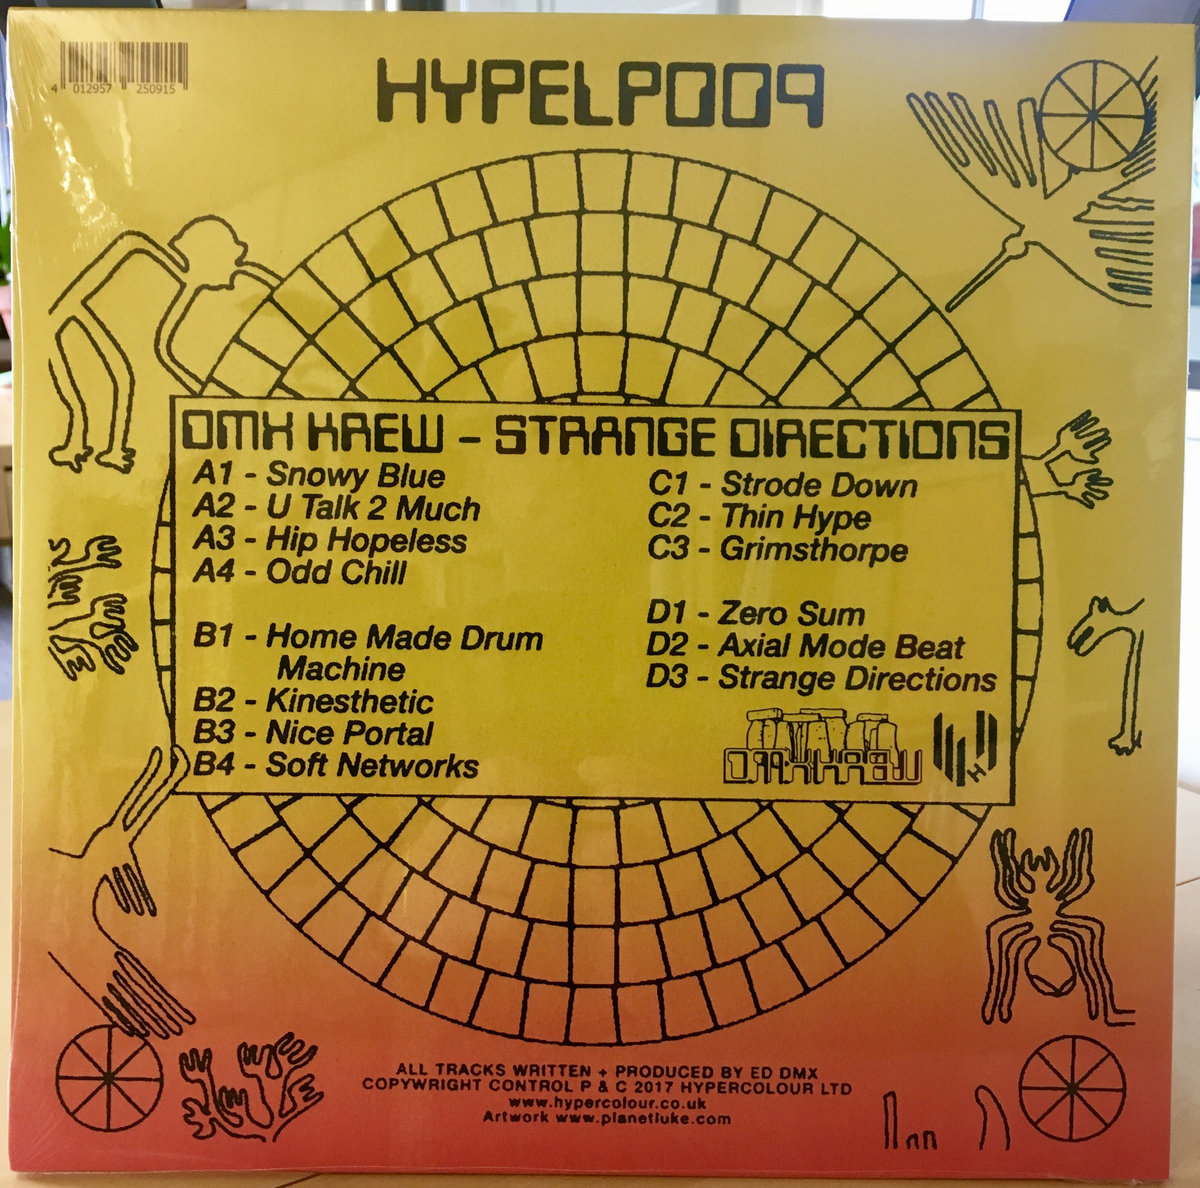 4 012957 250915
HYPELP009
DMX KREW - STRANGE DIRECTIONS
A1 - Snowy Blue
A2 - U Talk 2 Much
A3 - Hip Hopeless
A4 - Odd Chill
B1 - Home Made Drum
Machine
B2 - Kinesthetic
B3 - Nice Portal
B4 - Soft Networks
C1 - Strode Down
C2 - Thin Hype
C3 - Grimsthorpe
D1 - Zero Sum
D2 - Axial Mode Beat
D3 - Strange Directions
DMX KREW
H
ALL TRACKS WRITTEN + PRODUCED BY ED DMX
COPYWRIGHT CONTROL P & C 2017 HYPERCOLOUR LTD
www.hypercolour.co.uk
Artwork www.planetluke.com